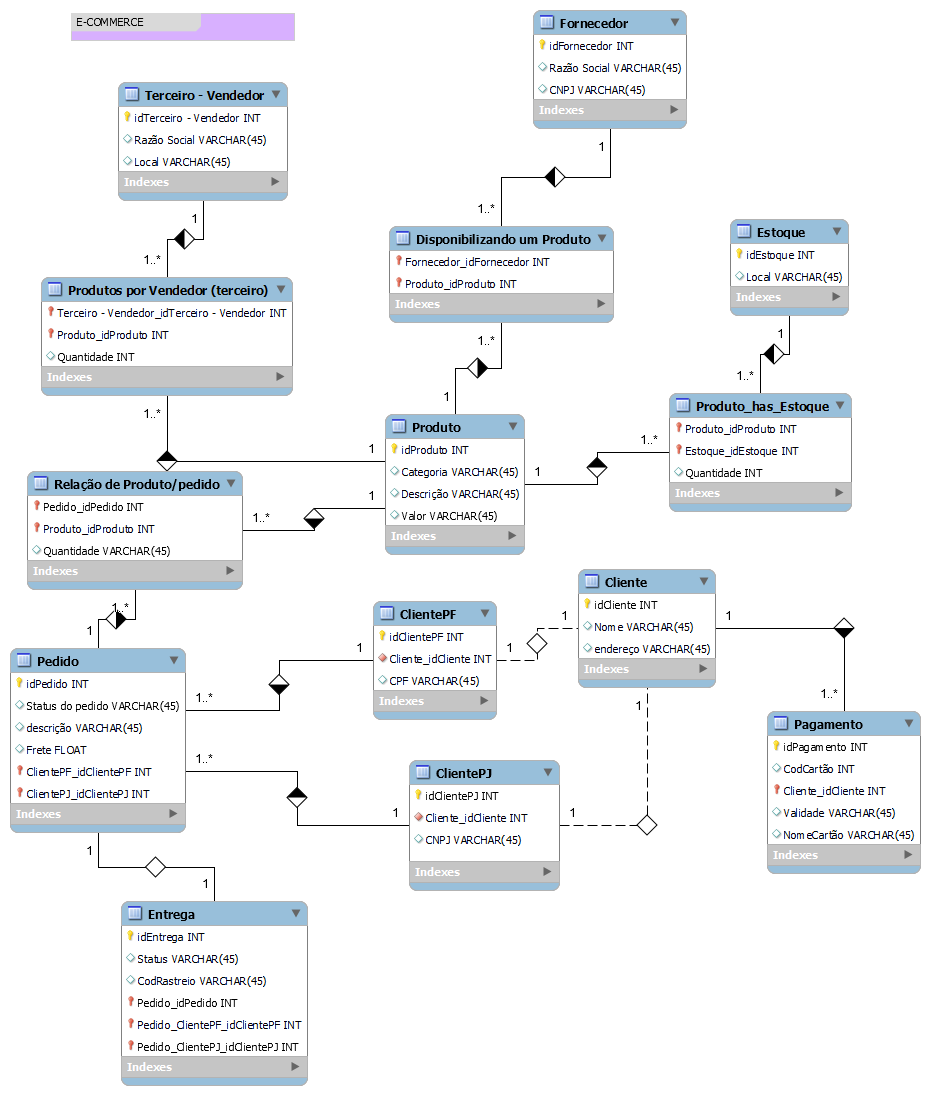 E-COMMERCE
Fornecedor
idFornecedor INT
Razão Social VARCHAR(45)
CNPJ VARCHAR(45)
Indexes
Terceiro - Vendedor
idTerceiro - Vendedor INT
Razão Social VARCHAR(45)
Local VARCHAR(45)
Indexes
1
1..*
1
1..*
Disponibilizando um Produto
Fornecedor_idFornecedor INT
Produto_idProduto INT
Indexes
Estoque
idEstoque INT
Local VARCHAR(45)
Indexes
Produtos por Vendedor (terceiro)
Terceiro - Vendedor_idTerceiro - Vendedor INT
Produto_idProduto INT
Quantidade INT
Indexes
1..*
1
1
1..*
Produto_has_Estoque
Produto_idProduto INT
Estoque_idEstoque INT
Quantidade INT
Indexes
1..*
1
Produto
idProduto INT
Categoria VARCHAR(45)
Descrição VARCHAR(45)
Valor VARCHAR(45)
Indexes
1
1..*
Relação de Produto/pedido
Pedido_idPedido INT
Produto_idProduto INT
Quantidade VARCHAR(45)
Indexes
1..*
1
1..*
1
Cliente
idCliente INT
Nome VARCHAR(45)
endereço VARCHAR(45)
Indexes
ClientePF
idClientePF INT
Cliente_idCliente INT
CPF VARCHAR(45)
Indexes
1
1
1
1..*
Pedido
idPedido INT
Status do pedido VARCHAR(45)
descrição VARCHAR(45)
Frete FLOAT
ClientePF_idClientePF INT
ClientePJ_idClientePJ INT
Indexes
1..*
1
1..*
1
ClientePJ
idClientePJ INT
Cliente_idCliente INT
CNPJ VARCHAR(45)
Indexes
1
1
Pagamento
idPagamento INT
CodCartão INT
Cliente_idCliente INT
Validade VARCHAR(45)
NomeCartão VARCHAR(45)
Indexes
1
1
Entrega
idEntrega INT
Status VARCHAR(45)
CodRastreio VARCHAR(45)
Pedido_idPedido INT
Pedido_ClientePF_idClientePF INT
Pedido_ClientePJ_idClientePJ INT
Indexes